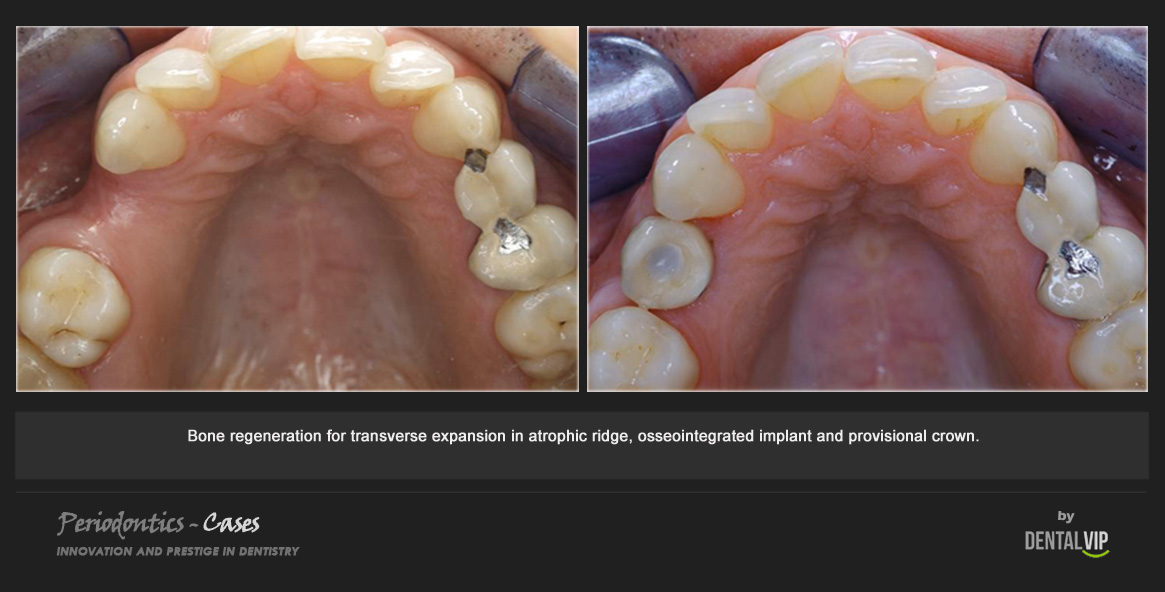 Bone regeneration for transverse expansion in atrophic ridge, osseointegrated implant and provisional crown.
Periodontics - Cases
INNOVATION AND PRESTIGE IN DENTISTRY
by
DENTALVIP